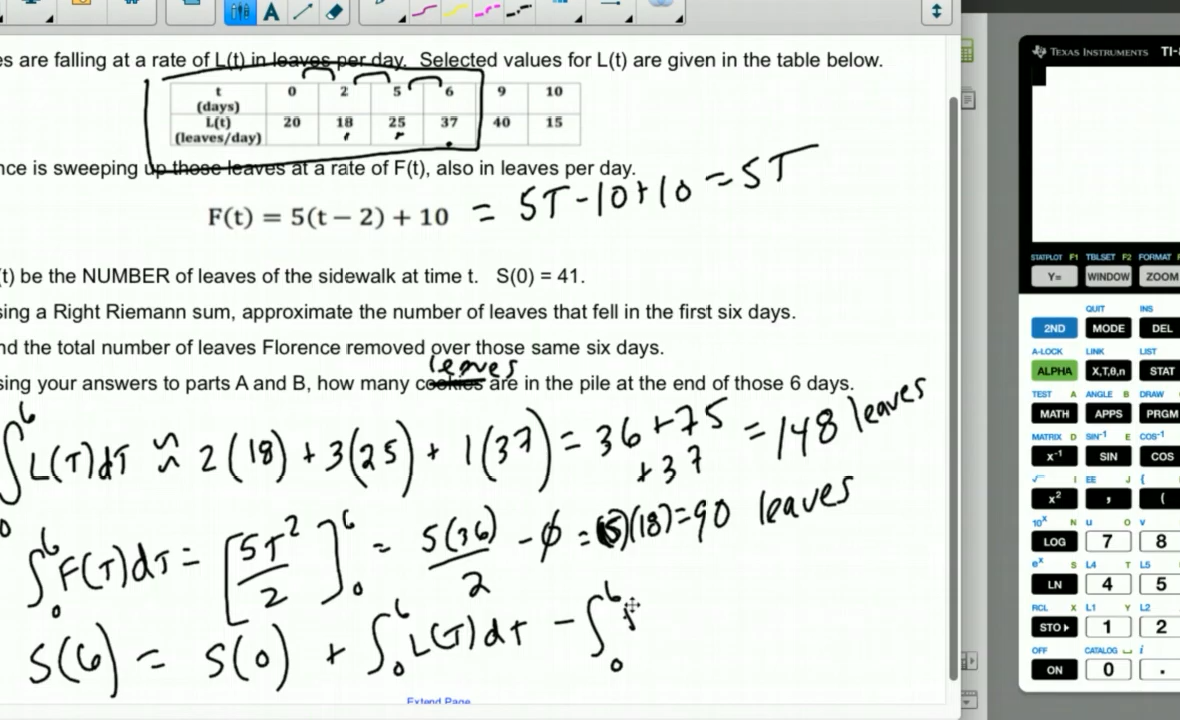 es are falling at a rate of L(t) in leaves per day. Selected values for L(t) are given in the table below.
t (days) 0 2 5 6 9 10
L(t) (leaves/day) 20 18 25 37 40 15
nce is sweeping up those leaves at a rate of F(t), also in leaves per day.
F(t) = 5(t − 2) + 10 = 5T - 10 + 10 = 5T
(t) be the NUMBER of leaves of the sidewalk at time t. S(0) = 41.
sing a Right Riemann sum, approximate the number of leaves that fell in the first six days.
nd the total number of leaves Florence removed over those same six days.
leaves
sing your answers to parts A and B, how many cookies are in the pile at the end of those 6 days.
∫₀⁶ L(T)dT ≈ 2(18) + 3(25) + 1(37) = 36 + 75 + 37 = 148 leaves
∫₀⁶ F(T)dT = [5T²/2]₀⁶ = 5(36)/2 - 0 = (5)(18) = 90 leaves
S(6) = S(0) + ∫₀⁶ L(T)dT - ∫₀⁶
Extend Page
TEXAS INSTRUMENTS TI-8
STATPLOT F1 TBLSET F2 FORMAT F
Y= WINDOW ZOOM
QUIT INS
2ND MODE DEL
A-LOCK LINK LIST
ALPHA X,T,θ,n STAT
TEST A ANGLE B DRAW
MATH APPS PRGM
MATRIX D SIN⁻¹ E COS⁻¹
x⁻¹ SIN COS
√ I EE J {
x² , (
10ˣ N u O v
LOG 7 8
eˣ S L4 T L5
LN 4 5
RCL X L1 Y L2
STO▸ 1 2
OFF CATALOG i
ON 0 .